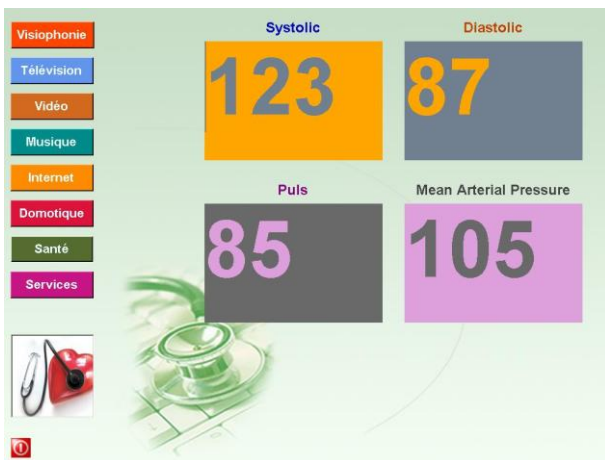 Visiophonie
Télévision
Vidéo
Musique
Internet
Domotique
Santé
Services
Systolic
Diastolic
123
87
Puls
Mean Arterial Pressure
85
105